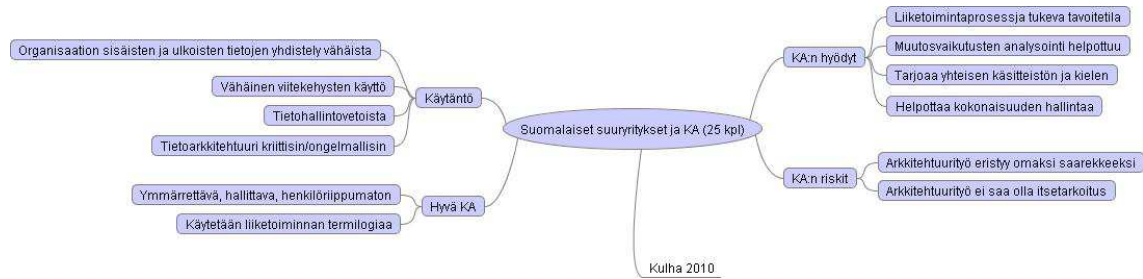 Organisaation sisäisten ja ulkoisten tietojen yhdistely vähäista
Vähäinen viitekehysten käyttö
Tietohallintovetoista
Tietoarkkitehtuuri kriittisin/ongelmallisin
Käytäntö
Ymmärrettävä, hallittava, henkilöriippumaton
Käytetään liiketoiminnan termilogiaa
Hyvä KA
Suomalaiset suuryritykset ja KA (25 kpl)
KA:n hyödyt
Liiketoimintaprosessja tukeva tavoitetila
Muutosvaikutusten analysointi helpottuu
Tarjoaa yhteisen käsitteistön ja kielen
Helpottaa kokonaisuuden hallintaa
KA:n riskit
Arkkitehtuurityö eristyy omaksi saarekkeeksi
Arkkitehtuurityö ei saa olla itsetarkoitus
Kulha 2010